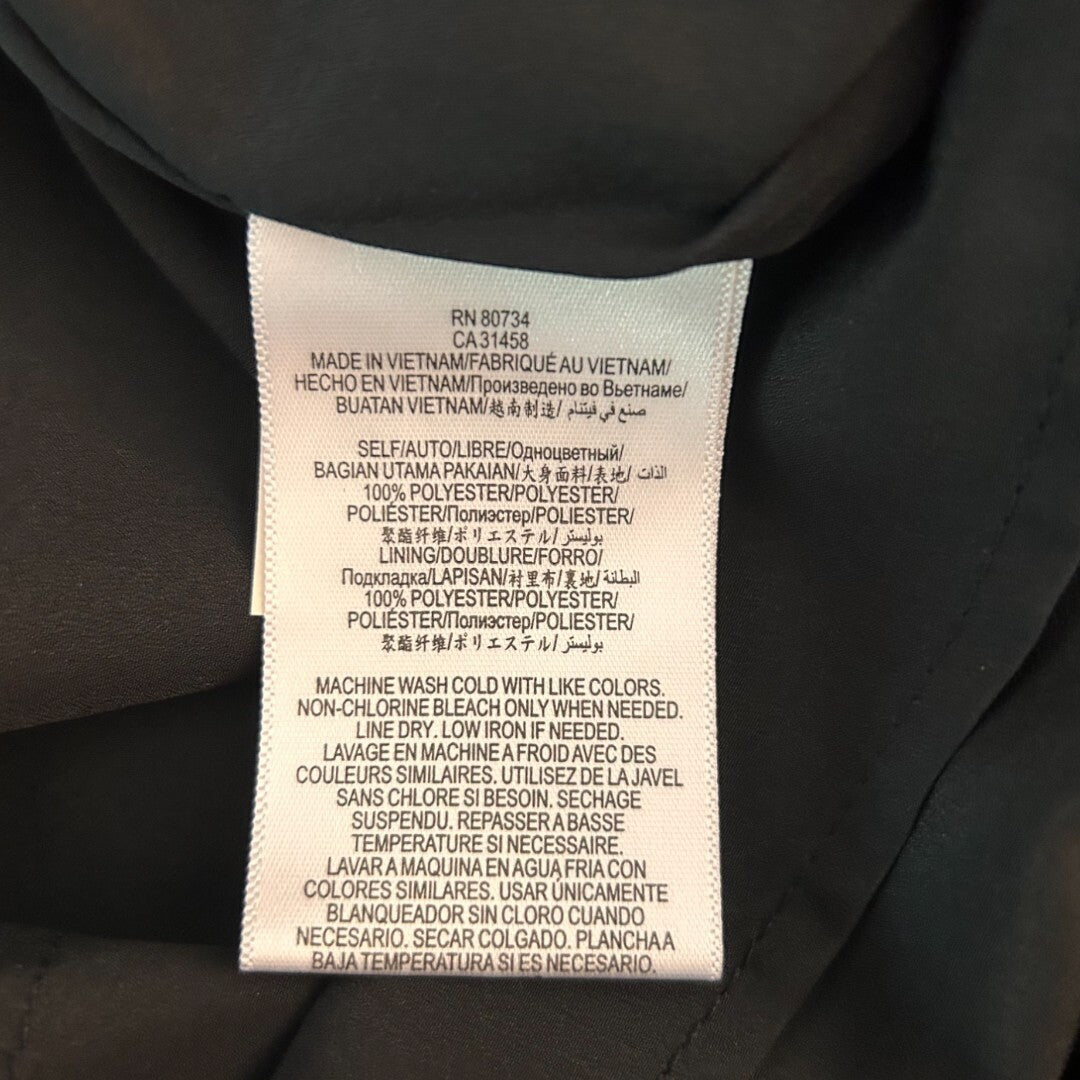 RN 80734
CA 31458
MADE IN VIETNAM/FABRIQUÉ AU VIETNAM/
HECHO EN VIETNAM/Произведено во Вьетнаме/
BUATAN VIETNAM/越南制造/ صنع في فيتنام
SELF/AUTO/LIBRE/Одноцветный/
BAGIAN UTAMA PAKAIAN/大身面料/表地/ الذات
100% POLYESTER/POLYESTER/
POLIÉSTER/Полиэстер/POLIESTER/
聚酯纤维/ポリエステル/ بوليستر
LINING/DOUBLURE/FORRO/
Подкладка/LAPISAN/衬里布/裏地/ البطانة
100% POLYESTER/POLYESTER/
POLIÉSTER/Полиэстер/POLIESTER/
聚酯纤维/ポリエステル/ بوليستر
MACHINE WASH COLD WITH LIKE COLORS.
NON-CHLORINE BLEACH ONLY WHEN NEEDED.
LINE DRY. LOW IRON IF NEEDED.
LAVAGE EN MACHINE A FROID AVEC DES
COULEURS SIMILAIRES. UTILISEZ DE LA JAVEL
SANS CHLORE SI BESOIN. SECHAGE
SUSPENDU. REPASSER A BASSE
TEMPERATURE SI NECESSAIRE.
LAVAR A MAQUINA EN AGUA FRIA CON
COLORES SIMILARES. USAR ÚNICAMENTE
BLANQUEADOR SIN CLORO CUANDO
NECESARIO. SECAR COLGADO. PLANCHA A
BAJA TEMPERATURA SI ES NECESARIO.